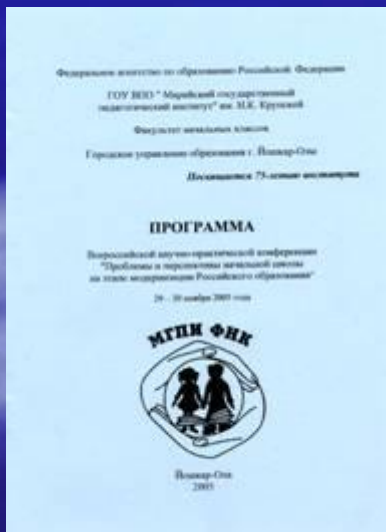 Федеральное агентство по образованию Российской Федерации
ГОУ ВПО " Марийский государственный
педагогический институт" им. Н.К. Крупской
Факультет начальных классов
Городское управление образования г. Йошкар-Олы
Посвящается 75-летию института
ПРОГРАММА
Всероссийской научно-практической конференции
"Проблемы и перспективы начальной школы
на этапе модернизации Российского образования"
29 – 30 ноября 2005 года
МГПИ ФНК
Йошкар-Ола
2005